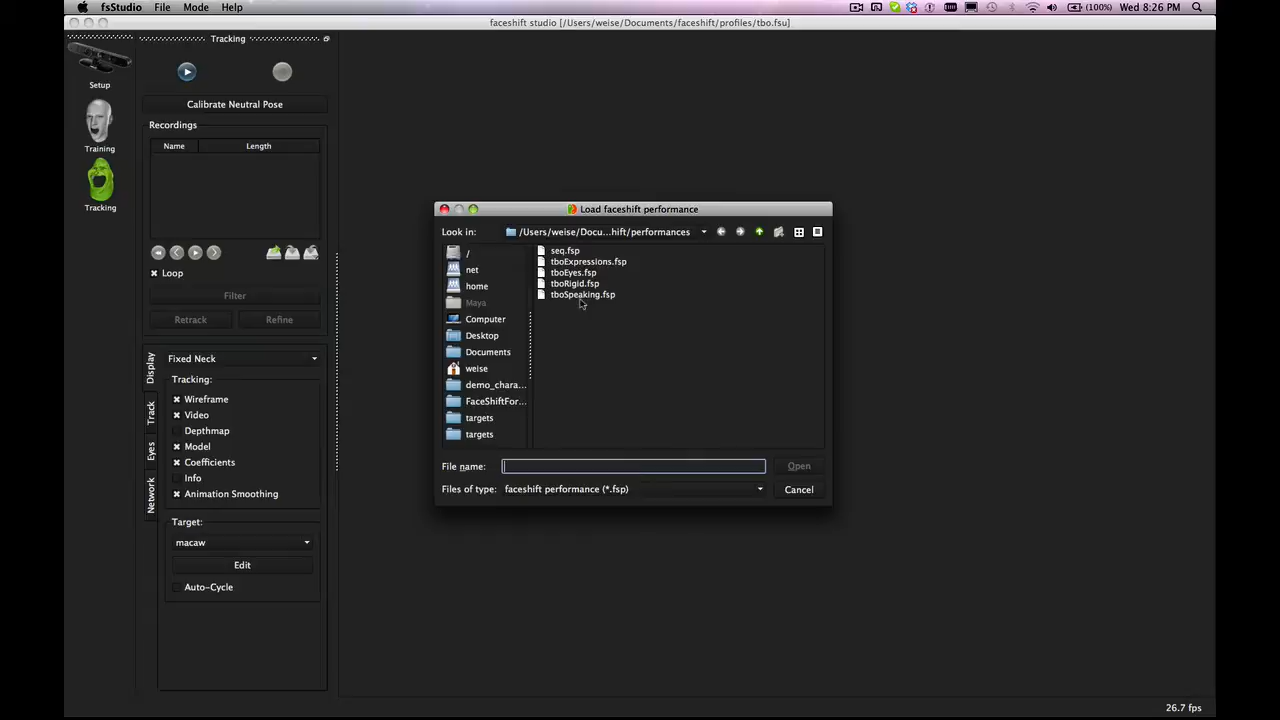 fsStudio File Mode Window Help (100%) Wed 8:26 PM
faceshift studio [/Users/weise/Documents/faceshift/profiles/tbo.fsu]
Setup
Training
Tracking
Tracking
Calibrate Neutral Pose
Recordings
Name Length
Loop
Filter
Retrack Refine
Display
Track
Eyes
Network
Fixed Neck
Tracking:
Wireframe
Video
Depthmap
Model
Coefficients
Info
Animation Smoothing
Target:
macaw
Edit
Auto-Cycle
Load faceshift performance
Look in: /Users/weise/Docu...hift/performances
/
net
home
Maya
Computer
Desktop
Documents
weise
demo_chara...
FaceShiftFor...
targets
targets
seq.fsp
tboExpressions.fsp
tboEyes.fsp
tboRigid.fsp
tboSpeaking.fsp
File name: Open
Files of type: faceshift performance (*.fsp) Cancel
26.7 fps